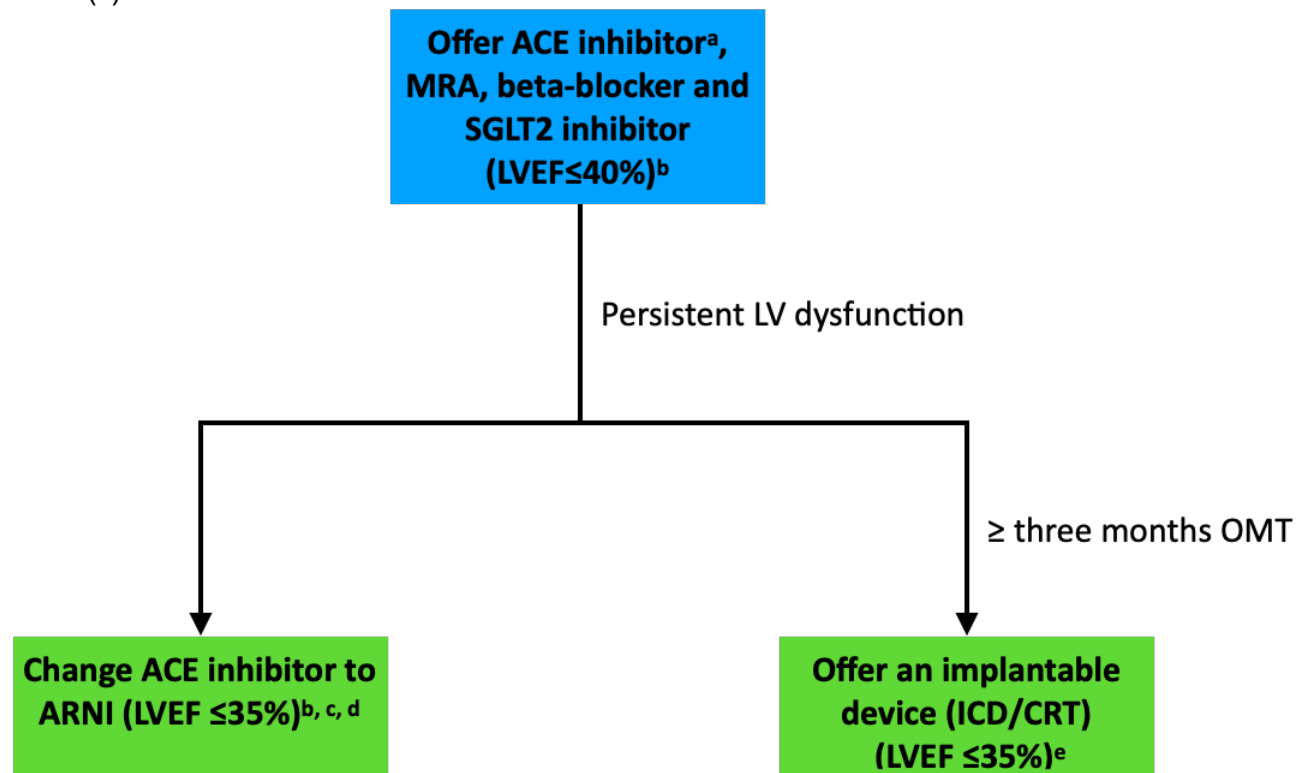 Offer ACE inhibitorᵃ,
MRA, beta-blocker and
SGLT2 inhibitor
(LVEF≤40%)ᵇ
Persistent LV dysfunction
≥ three months OMT
Change ACE inhibitor to
ARNI (LVEF ≤35%)ᵇ, ᶜ, ᵈ
Offer an implantable
device (ICD/CRT)
(LVEF ≤35%)ᵉ